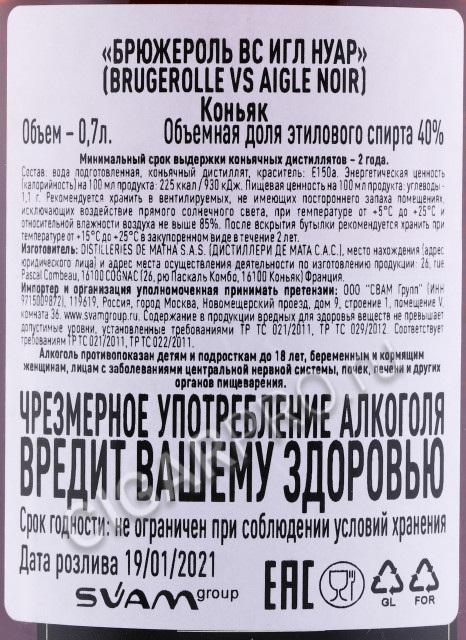 «БРЮЖЕРОЛЬ ВС ИГЛ НУАР»
(BRUGEROLLE VS AIGLE NOIR)
Коньяк
Объем – 0,7л. Объемная доля этилового спирта 40%
Минимальный срок выдержки коньячных дистиллятов – 2 года.
Состав: вода подготовленная, коньячный дистиллят, краситель: E150a. Энергетическая ценность
(калорийность) на 100 мл продукта: 225 ккал / 930 кДж. Пищевая ценность на 100 мл продукта: углеводы -
1,1 г. Рекомендуется хранить в вентилируемых, не имеющих постороннего запаха помещениях,
исключающих воздействие прямого солнечного света, при температуре от +5°C до +25°C и
относительной влажности воздуха не выше 85%. После вскрытия бутылки рекомендуется хранить при
температуре от +15°C до +25°C в закупоренном виде в течение 2 лет.
Изготовитель: DISTILLERIES DE MATHA S.A.S. (ДИСТИЛЛЕРИ ДЕ МАТА С.А.С.), место нахождения (адрес
юридического лица) и адрес места осуществления деятельности по изготовлению продукции: 26, rue
Pascal Combeau, 16100 COGNAC (26, рю Паскаль Комбо, 16100 Коньяк) Франция.
Импортер и организация уполномоченная принимать претензии: ООО "СВАМ Групп" (ИНН
9715009872), 119619, Россия, город Москва, Новомещерский проезд, дом 9, строение 1, помещение V,
комната 36. www.svamgroup.ru. Содержание в продукции вредных для здоровья веществ не превышает
допустимые уровни, установленные требованиями ТР ТС 021/2011, ТР ТС 029/2012. Соответствует
требованиям ТР ТС 021/2011, ТР ТС 022/2011.
Алкоголь противопоказан детям и подросткам до 18 лет, беременным и кормящим
женщинам, лицам с заболеваниями центральной нервной системы, почек, печени и других
органов пищеварения.
ЧРЕЗМЕРНОЕ УПОТРЕБЛЕНИЕ АЛКОГОЛЯ
ВРЕДИТ ВАШЕМУ ЗДОРОВЬЮ
Срок годности: не ограничен при соблюдении условий хранения
Дата розлива 19/01/2021
SVAM group
EAC
GL
FOR
CIGARPRO.ru